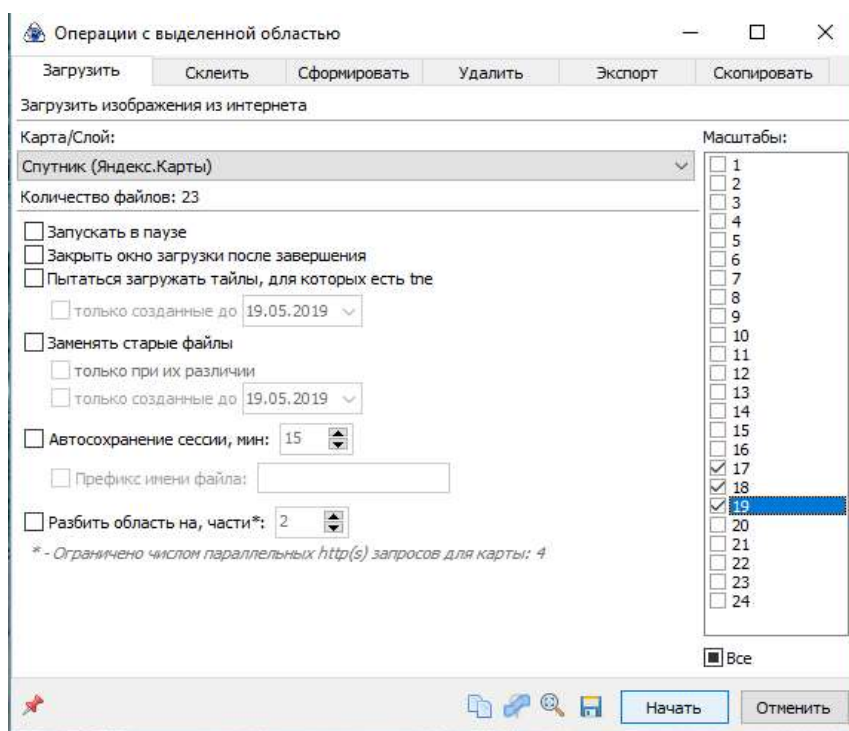 Операции с выделенной областью
Загрузить Склеить Сформировать Удалить Экспорт Скопировать
Загрузить изображения из интернета
Карта/Слой:
Спутник (Яндекс.Карты)
Количество файлов: 23
Запускать в паузе
Закрыть окно загрузки после завершения
Пытаться загружать тайлы, для которых есть tne
только созданные до 19.05.2019
Заменять старые файлы
только при их различии
только созданные до 19.05.2019
Автосохранение сессии, мин: 15
Префикс имени файла:
Разбить область на, части*: 2
* - Ограничено числом параллельных http(s) запросов для карты: 4
Масштабы:
1
2
3
4
5
6
7
8
9
10
11
12
13
14
15
16
17
18
19
20
21
22
23
24
Все
Начать Отменить